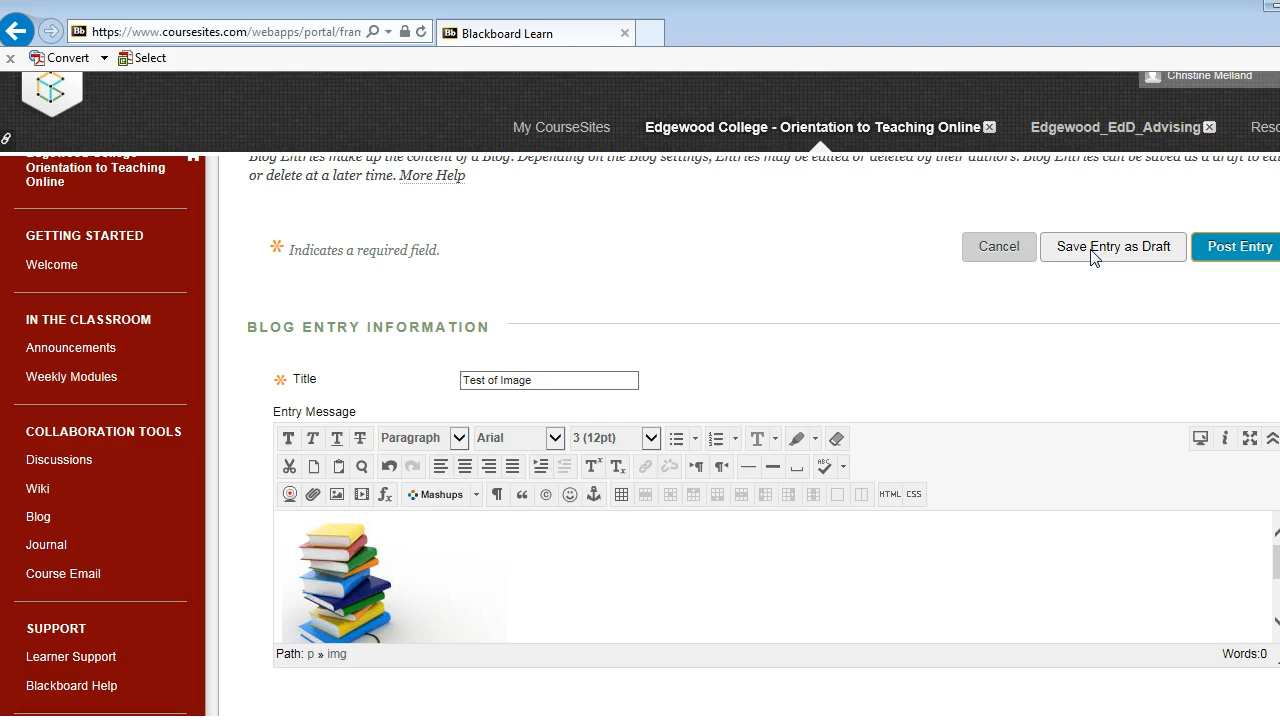 https://www.coursesites.com/webapps/portal/fran
Bb Blackboard Learn
Convert
Select
Christine Melland
My CourseSites
Edgewood College - Orientation to Teaching Online
Edgewood_EdD_Advising
Reso
Edgewood College
Orientation to Teaching
Online
GETTING STARTED
Welcome
IN THE CLASSROOM
Announcements
Weekly Modules
COLLABORATION TOOLS
Discussions
Wiki
Blog
Journal
Course Email
SUPPORT
Learner Support
Blackboard Help
Blog Entries make up the content of a Blog. Depending on the Blog settings, Entries may be edited or deleted by their authors. Blog Entries can be saved as a draft to ed
or delete at a later time. More Help
Indicates a required field.
Cancel
Save Entry as Draft
Post Entry
BLOG ENTRY INFORMATION
Title
Test of Image
Entry Message
T T T T Paragraph Arial 3 (12pt)
Mashups
HTML CSS
Path: p » img
Words:0